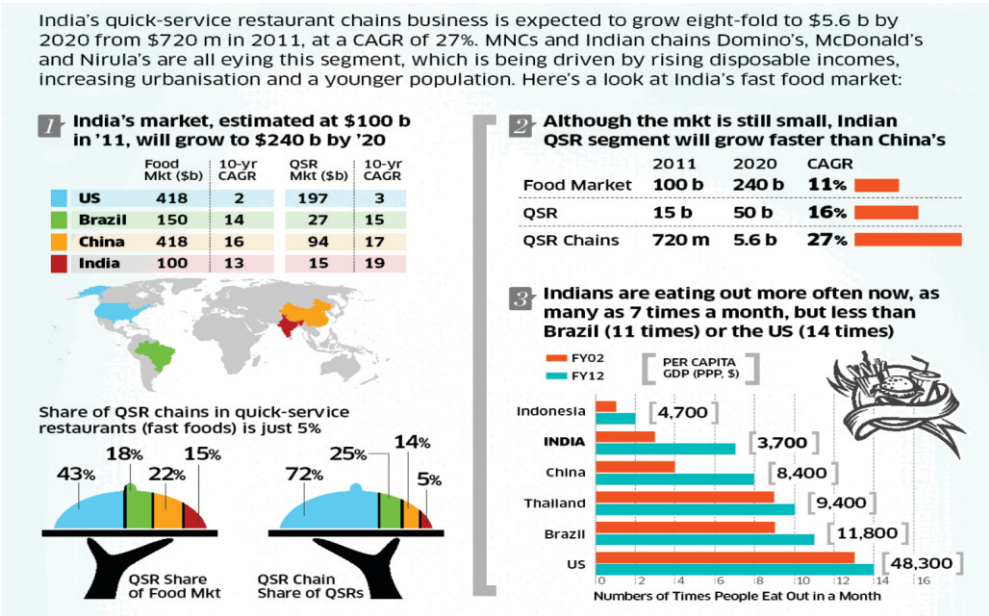 India's quick-service restaurant chains business is expected to grow eight-fold to $5.6 b by
2020 from $720 m in 2011, at a CAGR of 27%. MNCs and Indian chains Domino's, McDonald's
and Nirula's are all eying this segment, which is being driven by rising disposable incomes,
increasing urbanisation and a younger population. Here's a look at India's fast food market:
1 India's market, estimated at $100 b
in '11, will grow to $240 b by '20
Food 10-yr QSR 10-yr
Mkt ($b) CAGR Mkt ($b) CAGR
US 418 2 197 3
Brazil 150 14 27 15
China 418 16 94 17
India 100 13 15 19
Share of QSR chains in quick-service
restaurants (fast foods) is just 5%
43% 18% 22% 15%
QSR Share
of Food Mkt
72% 25% 14% 5%
QSR Chain
Share of QSRs
2 Although the mkt is still small, Indian
QSR segment will grow faster than China's
2011 2020 CAGR
Food Market 100 b 240 b 11%
QSR 15 b 50 b 16%
QSR Chains 720 m 5.6 b 27%
3 Indians are eating out more often now, as
many as 7 times a month, but less than
Brazil (11 times) or the US (14 times)
FY02
FY12
PER CAPITA
GDP (PPP, $)
Indonesia 4,700
INDIA 3,700
China 8,400
Thailand 9,400
Brazil 11,800
US 48,300
0 2 4 6 8 10 12 14 16
Numbers of Times People Eat Out in a Month